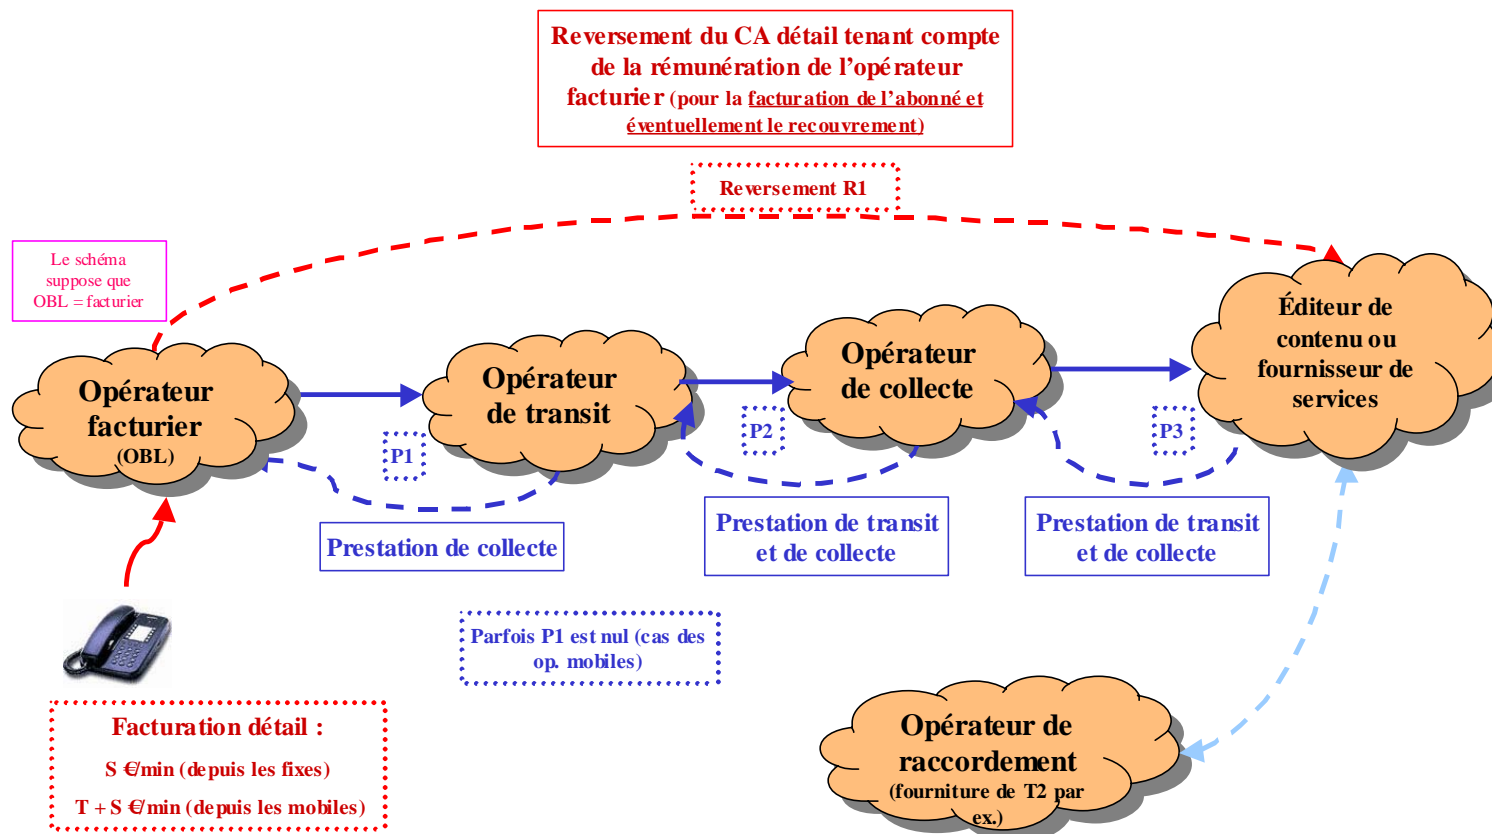 Reversement du CA détail tenant compte
de la rémunération de l’opérateur
facturier (pour la facturation de l’abonné et
éventuellement le recouvrement)
Reversement R1
Le schéma
suppose que
OBL = facturier
Opérateur
facturier
(OBL)
Opérateur
de transit
Opérateur
de collecte
Éditeur de
contenu ou
fournisseur de
services
P1
P2
P3
Prestation de collecte
Prestation de transit
et de collecte
Prestation de transit
et de collecte
Parfois P1 est nul (cas des
op. mobiles)
Facturation détail :
S €/min (depuis les fixes)
T + S €/min (depuis les mobiles)
Opérateur de
raccordement
(fourniture de T2 par
ex.)